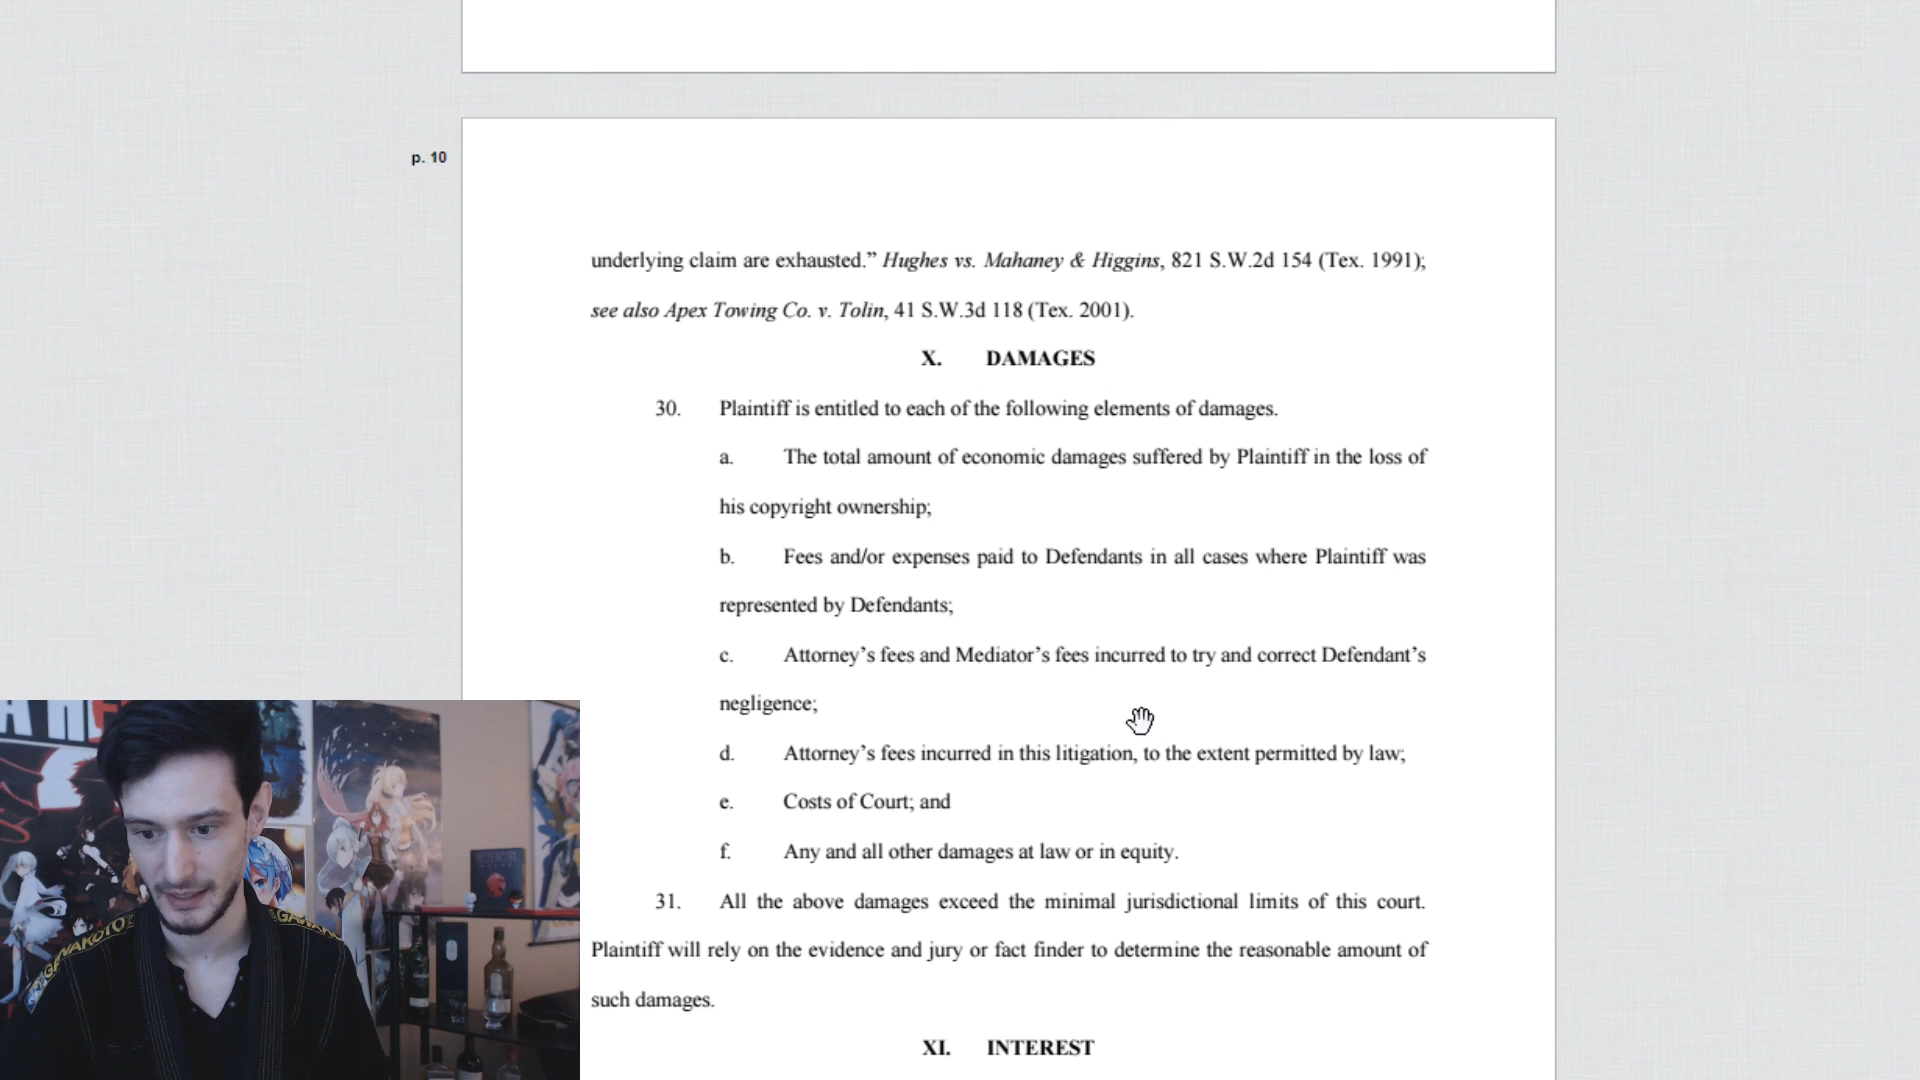 p. 10
underlying claim are exhausted.” Hughes vs. Mahaney & Higgins, 821 S.W.2d 154 (Tex. 1991);
see also Apex Towing Co. v. Tolin, 41 S.W.3d 118 (Tex. 2001).
X. DAMAGES
30. Plaintiff is entitled to each of the following elements of damages.
a. The total amount of economic damages suffered by Plaintiff in the loss of
his copyright ownership;
b. Fees and/or expenses paid to Defendants in all cases where Plaintiff was
represented by Defendants;
c. Attorney’s fees and Mediator’s fees incurred to try and correct Defendant’s
negligence;
d. Attorney’s fees incurred in this litigation, to the extent permitted by law;
e. Costs of Court; and
f. Any and all other damages at law or in equity.
31. All the above damages exceed the minimal jurisdictional limits of this court.
Plaintiff will rely on the evidence and jury or fact finder to determine the reasonable amount of
such damages.
XI. INTEREST